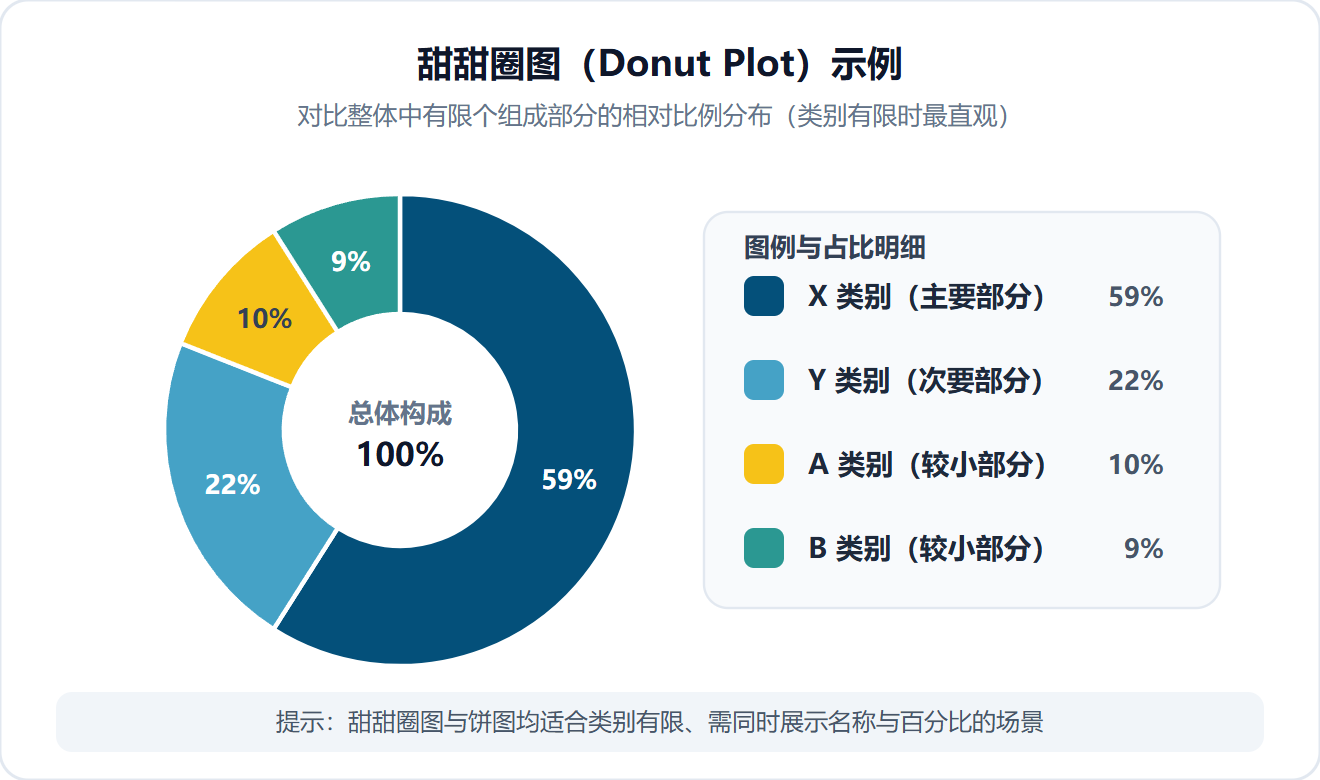 甜甜圈图（Donut Plot）示例
对比整体中有限个组成部分的相对比例分布（类别有限时最直观）
9%
10%
22%
59%
总体构成
100%
图例与占比明细
X 类别（主要部分） 59%
Y 类别（次要部分） 22%
A 类别（较小部分） 10%
B 类别（较小部分） 9%
提示：甜甜圈图与饼图均适合类别有限、需同时展示名称与百分比的场景